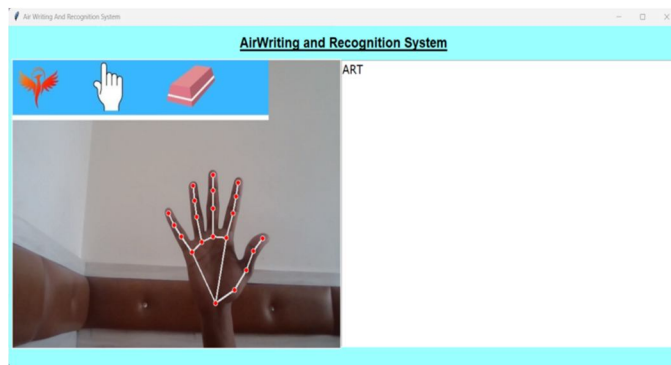 Air Writing And Recognition System
AirWriting and Recognition System
ART